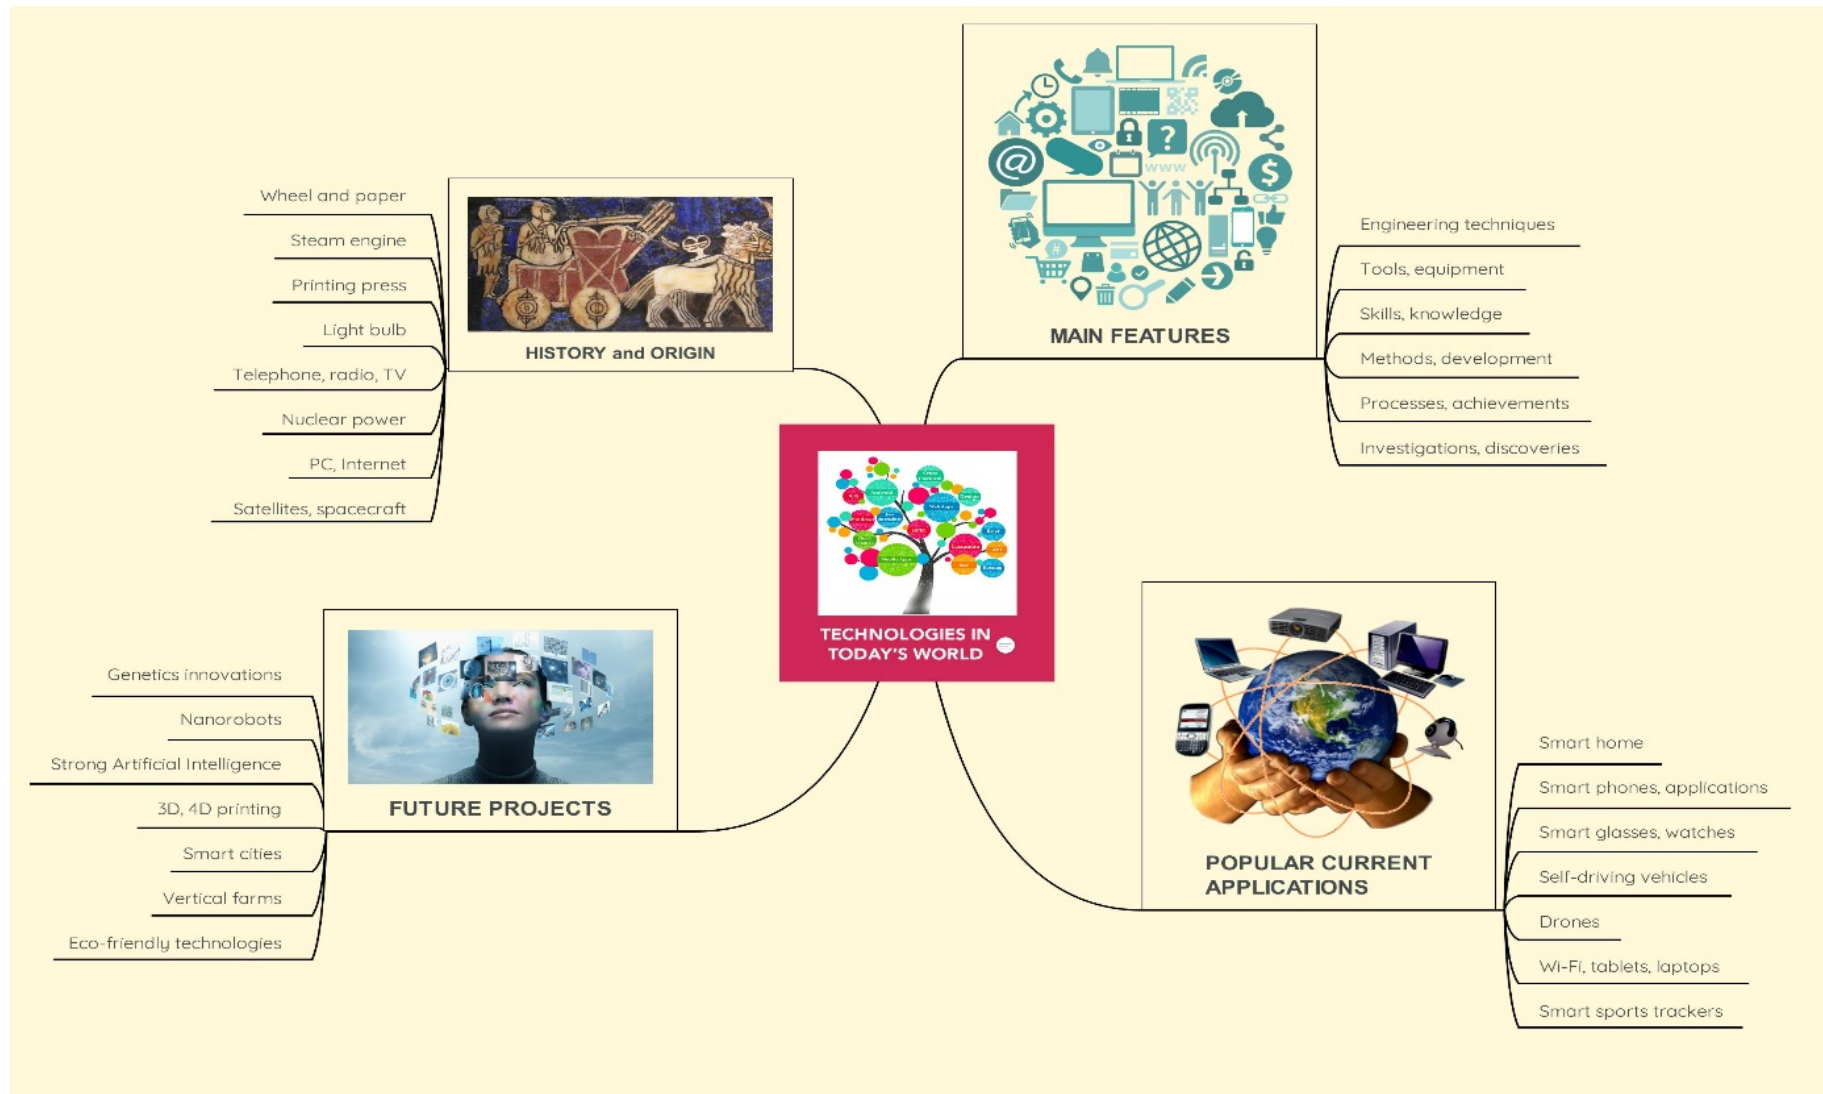 Wheel and paper
Steam engine
Printing press
Light bulb
Telephone, radio, TV
Nuclear power
PC, Internet
Satellites, spacecraft
HISTORY and ORIGIN
@
?
www
$
#
MAIN FEATURES
Engineering techniques
Tools, equipment
Skills, knowledge
Methods, development
Processes, achievements
Investigations, discoveries
TECHNOLOGIES IN
TODAY'S WORLD
Genetics innovations
Nanorobots
Strong Artificial Intelligence
3D, 4D printing
Smart cities
Vertical farms
Eco-friendly technologies
FUTURE PROJECTS
POPULAR CURRENT
APPLICATIONS
Smart home
Smart phones, applications
Smart glasses, watches
Self-driving vehicles
Drones
Wi-Fi, tablets, laptops
Smart sports trackers